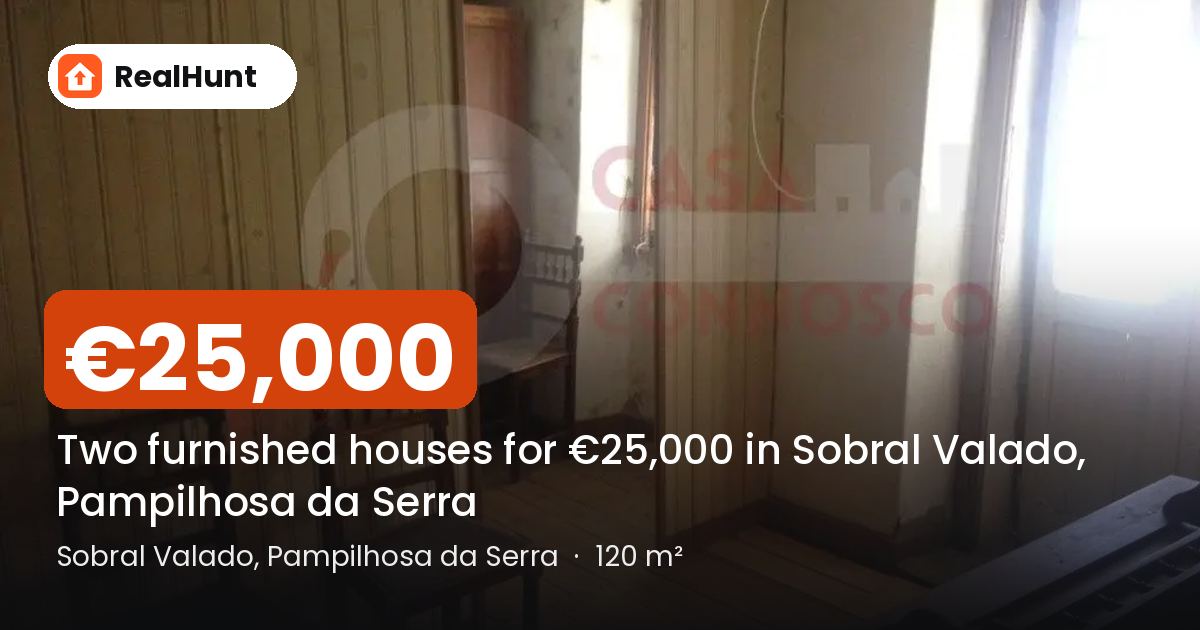 RealHunt
CASA
CONNOSCO
€25,000
Two furnished houses for €25,000 in Sobral Valado,
Pampilhosa da Serra
Sobral Valado, Pampilhosa da Serra · 120 m²